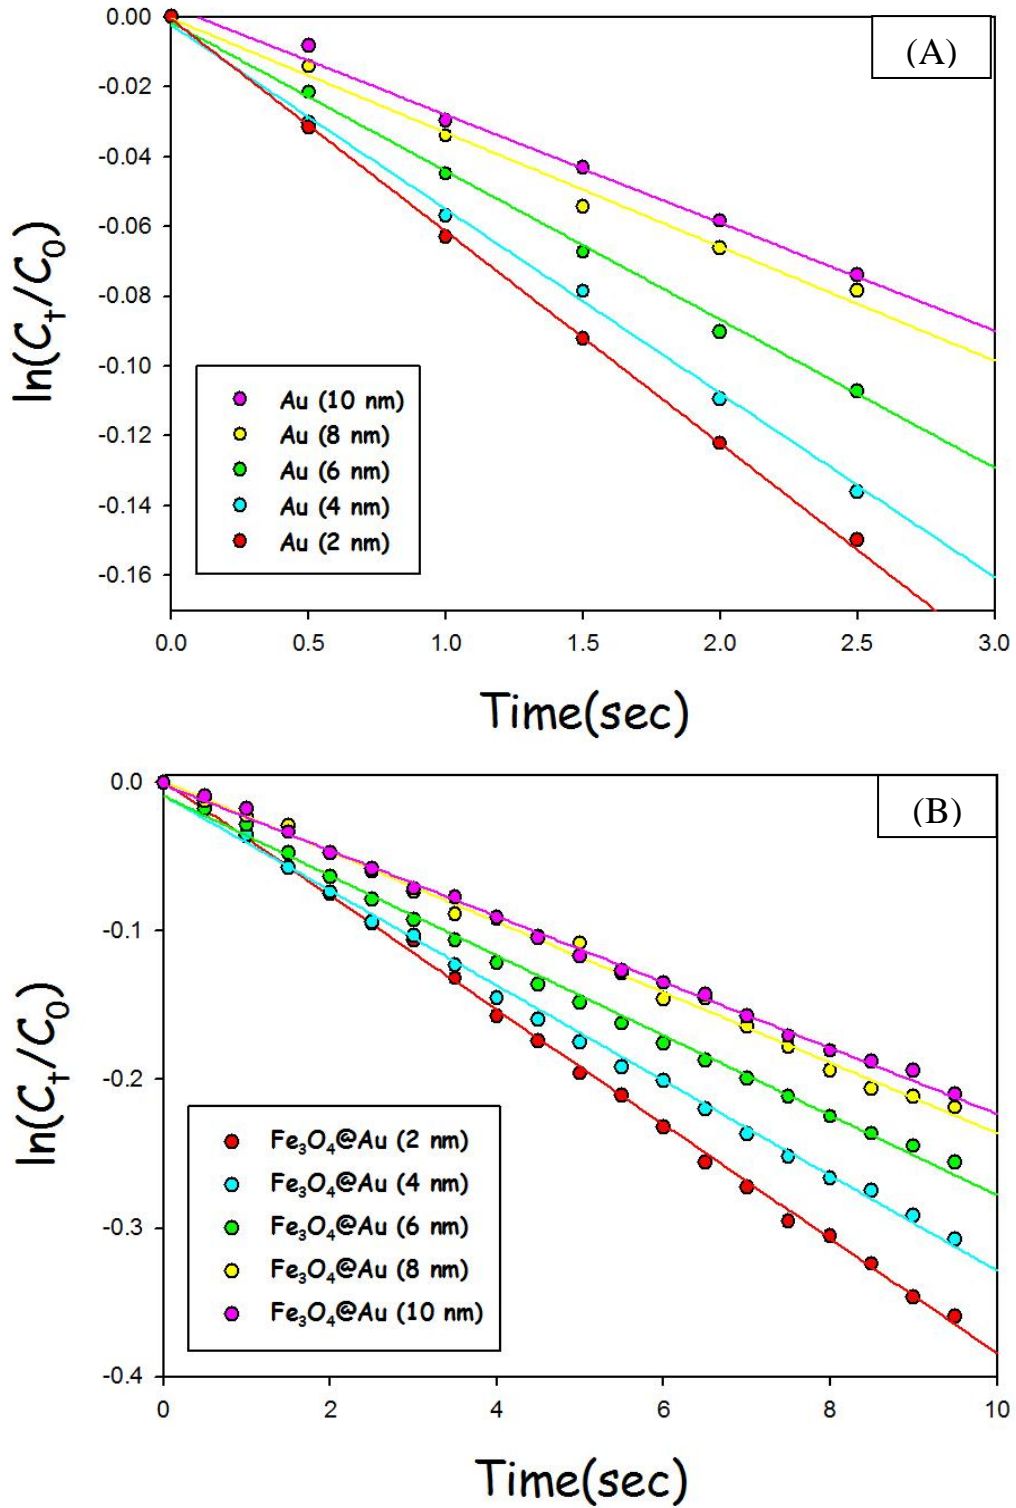 (A)
0.00
-0.02
-0.04
-0.06
-0.08
-0.10
-0.12
-0.14
-0.16
ln(C_t/C_0)
Au (10 nm)
Au (8 nm)
Au (6 nm)
Au (4 nm)
Au (2 nm)
0.0 0.5 1.0 1.5 2.0 2.5 3.0
Time(sec)
(B)
0.0
-0.1
-0.2
-0.3
-0.4
ln(C_t/C_0)
Fe₃O₄@Au (2 nm)
Fe₃O₄@Au (4 nm)
Fe₃O₄@Au (6 nm)
Fe₃O₄@Au (8 nm)
Fe₃O₄@Au (10 nm)
0 2 4 6 8 10
Time(sec)